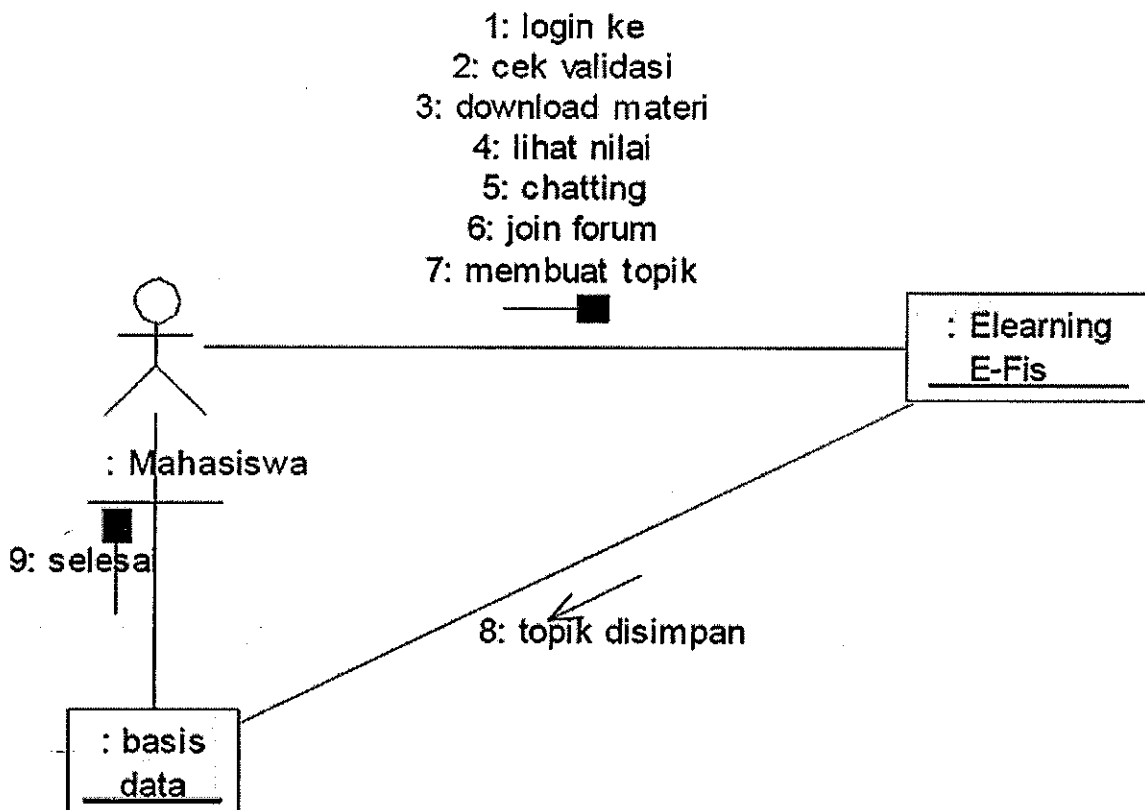 1: login ke
2: cek validasi
3: download materi
4: lihat nilai
5: chatting
6: join forum
7: membuat topik
: Elearning
E-Fis
: Mahasiswa
9: selesai
8: topik disimpan
: basis
data